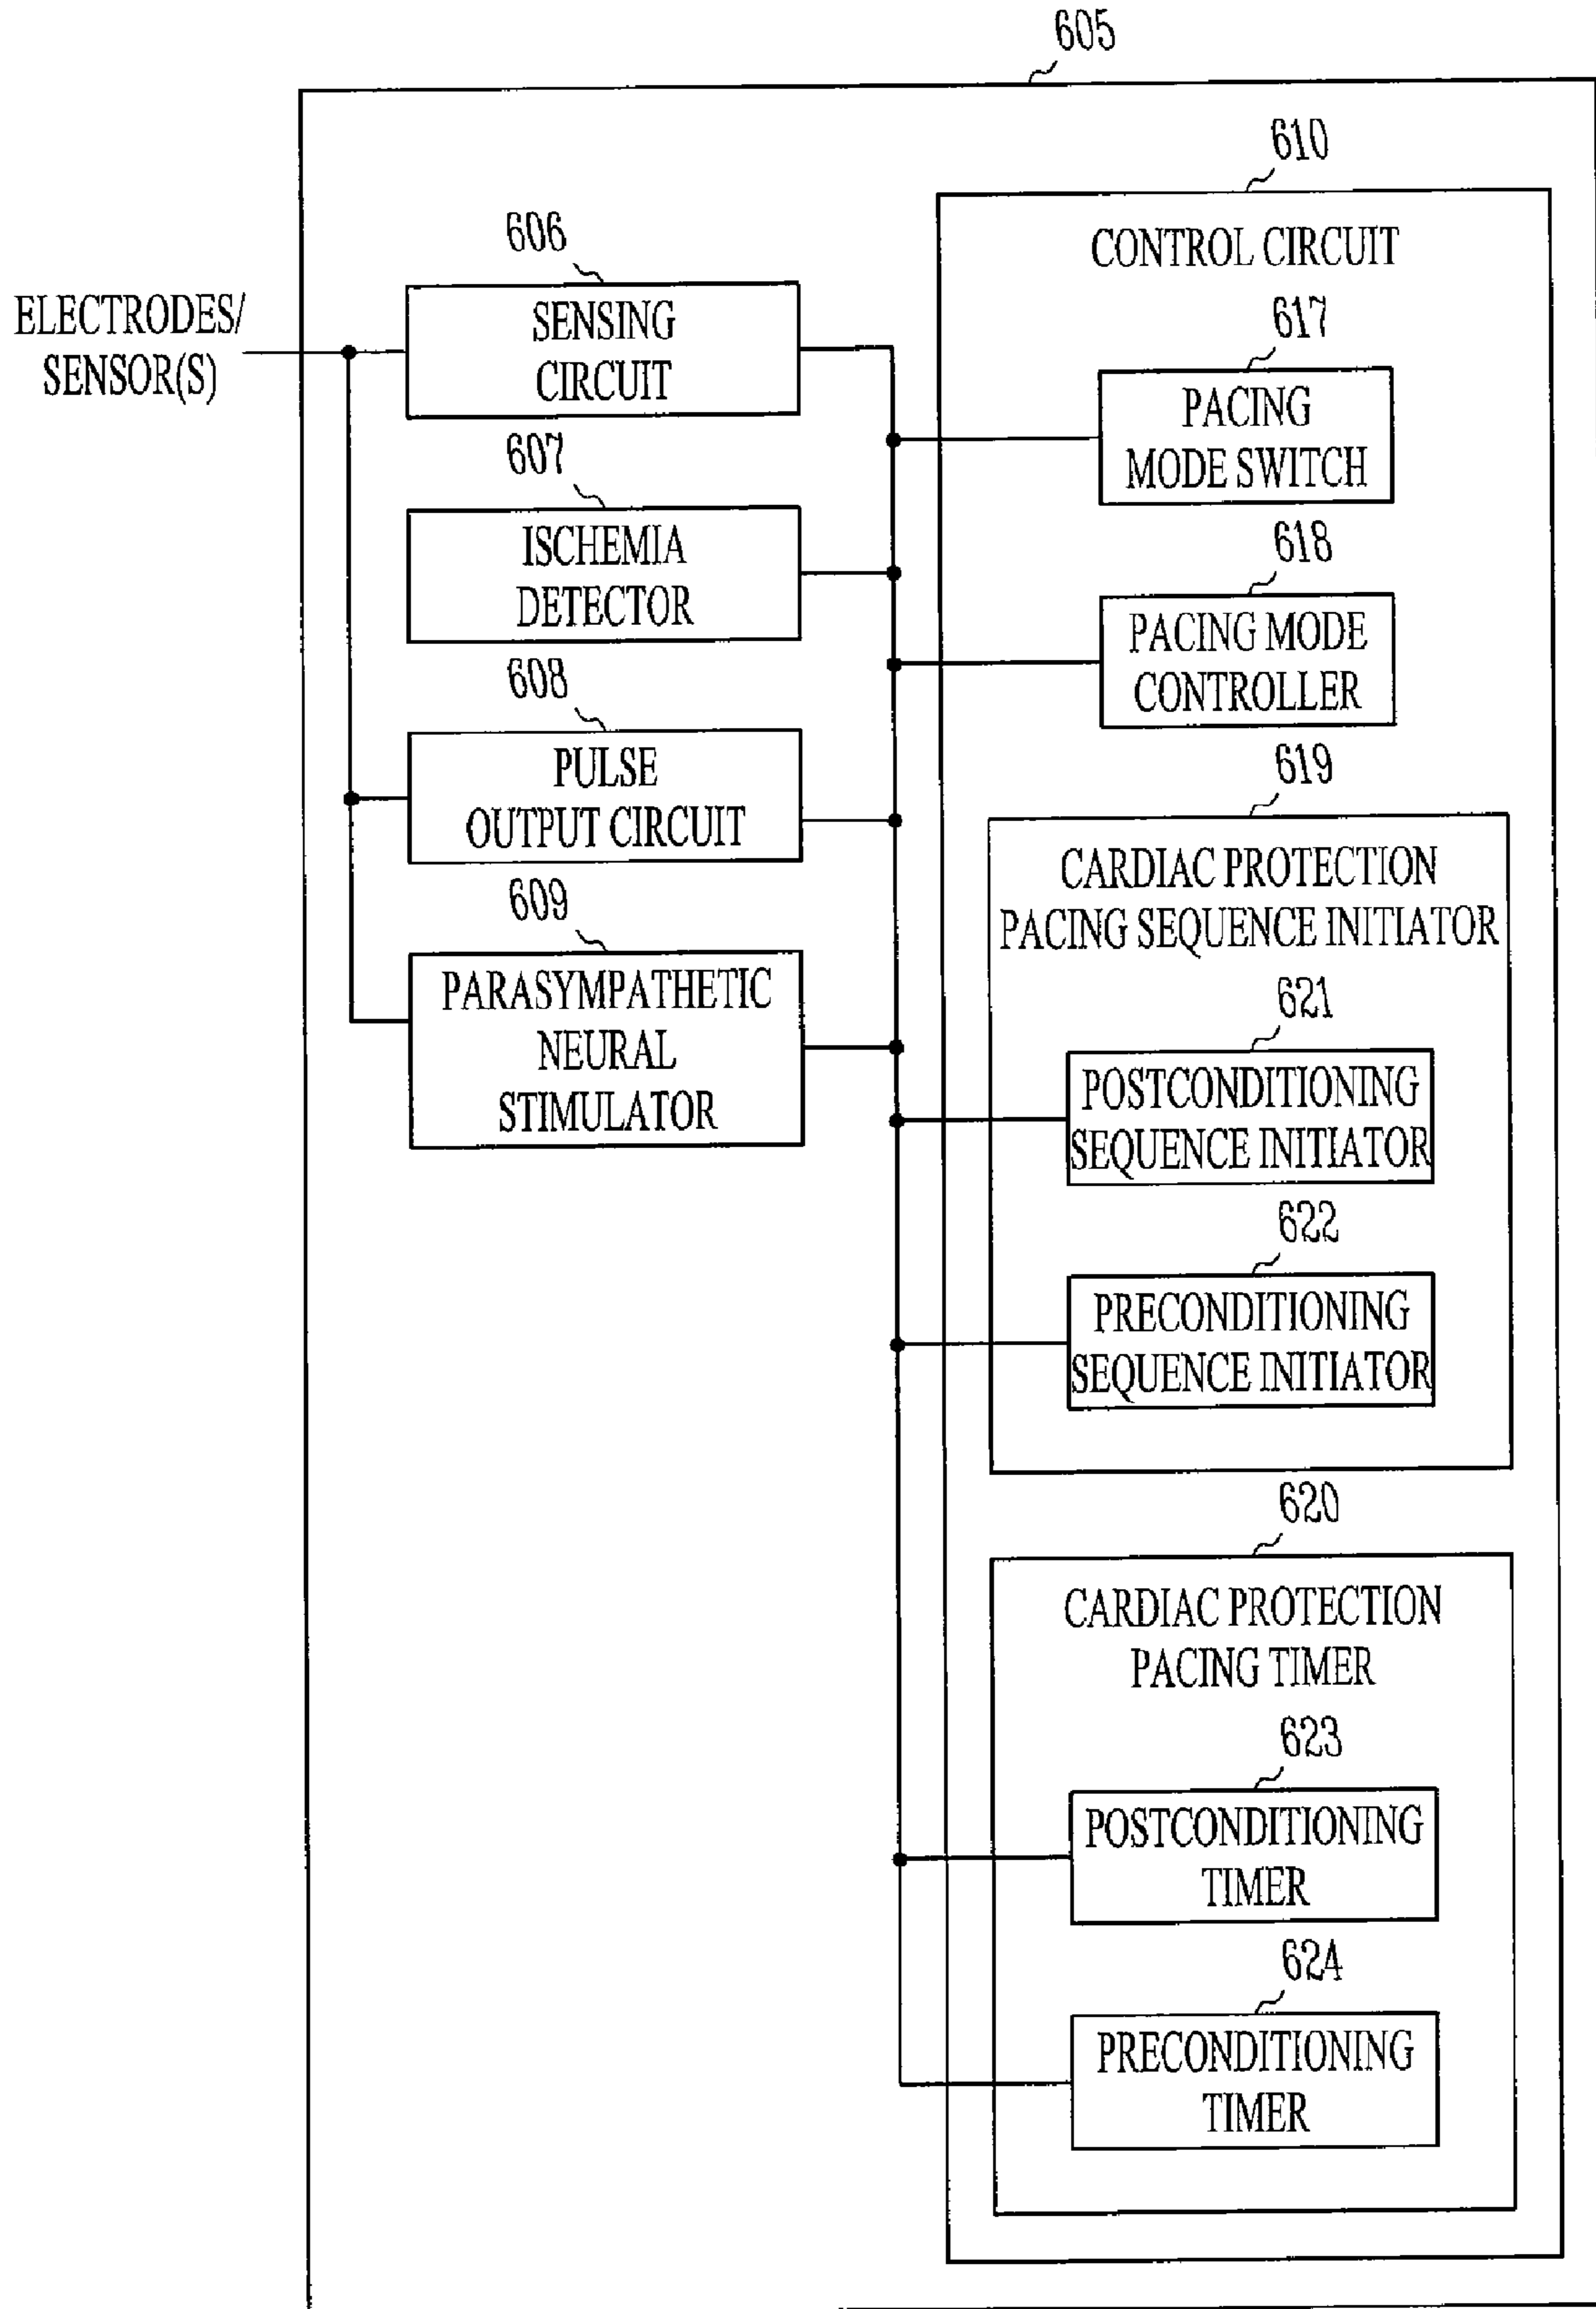 605
610
CONTROL CIRCUIT
606
ELECTRODES/
SENSOR(S)
SENSING
CIRCUIT
617
PACING
MODE SWITCH
607
ISCHEMIA
DETECTOR
618
PACING MODE
CONTROLLER
608
PULSE
OUTPUT CIRCUIT
619
CARDIAC PROTECTION
PACING SEQUENCE INITIATOR
609
PARASYMPATHETIC
NEURAL
STIMULATOR
621
POSTCONDITIONING
SEQUENCE INITIATOR
622
PRECONDITIONING
SEQUENCE INITIATOR
620
CARDIAC PROTECTION
PACING TIMER
623
POSTCONDITIONING
TIMER
624
PRECONDITIONING
TIMER